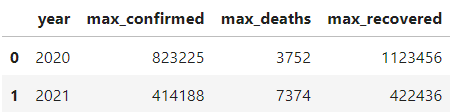 year max_confirmed max_deaths max_recovered
0 2020 823225 3752 1123456
1 2021 414188 7374 422436